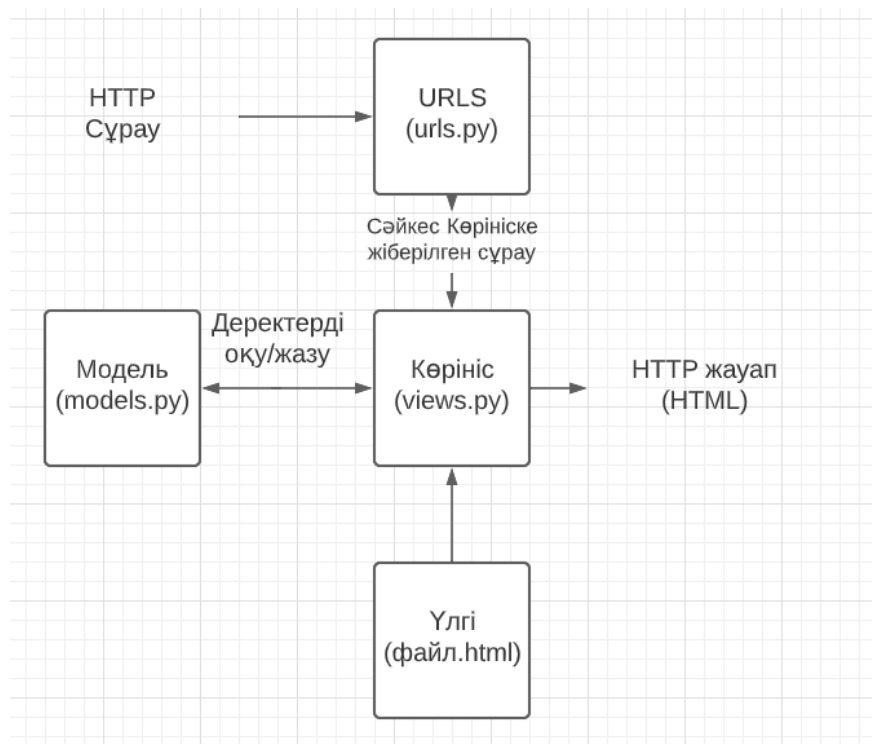 HTTP
Сұрау
URLS
(urls.py)
Сәйкес Көрініске
жіберілген сұрау
Модель
(models.py)
Деректерді
оқу/жазу
Көрініс
(views.py)
HTTP жауап
(HTML)
Үлгі
(файл.html)